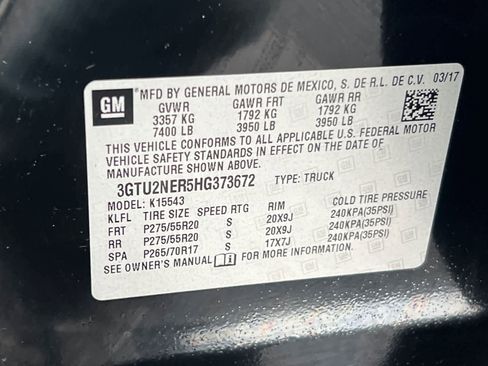 GM
MFD BY GENERAL MOTORS DE MEXICO, S. DE R.L. DE C.V. 03/17
GVWR GAWR FRT GAWR RR
3357 KG 1792 KG 1792 KG
7400 LB 3950 LB 3950 LB
THIS VEHICLE CONFORMS TO ALL APPLICABLE U.S. FEDERAL MOTOR
VEHICLE SAFETY STANDARDS IN EFFECT ON THE DATE OF
MANUFACTURE SHOWN ABOVE.
3GTU2NER5HG373672 TYPE: TRUCK
MODEL: K15543
KLFL TIRE SIZE SPEED RTG RIM COLD TIRE PRESSURE
FRT P275/55R20 S 20X9J 240KPA(35PSI)
RR P275/55R20 S 20X9J 240KPA(35PSI)
SPA P265/70R17 S 17X7J 240KPA(35PSI)
SEE OWNER'S MANUAL FOR MORE INFORMATION.